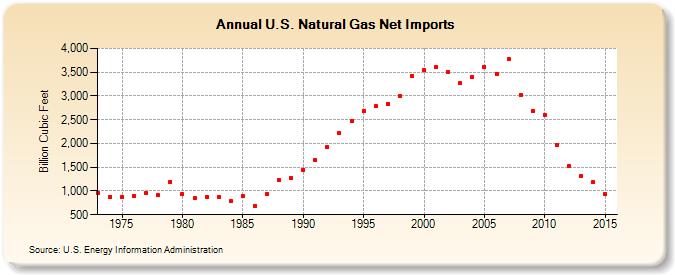 Annual U.S. Natural Gas Net Imports
Billion Cubic Feet
4,000
3,500
3,000
2,500
2,000
1,500
1,000
500
1975 1980 1985 1990 1995 2000 2005 2010 2015
Source: U.S. Energy Information Administration